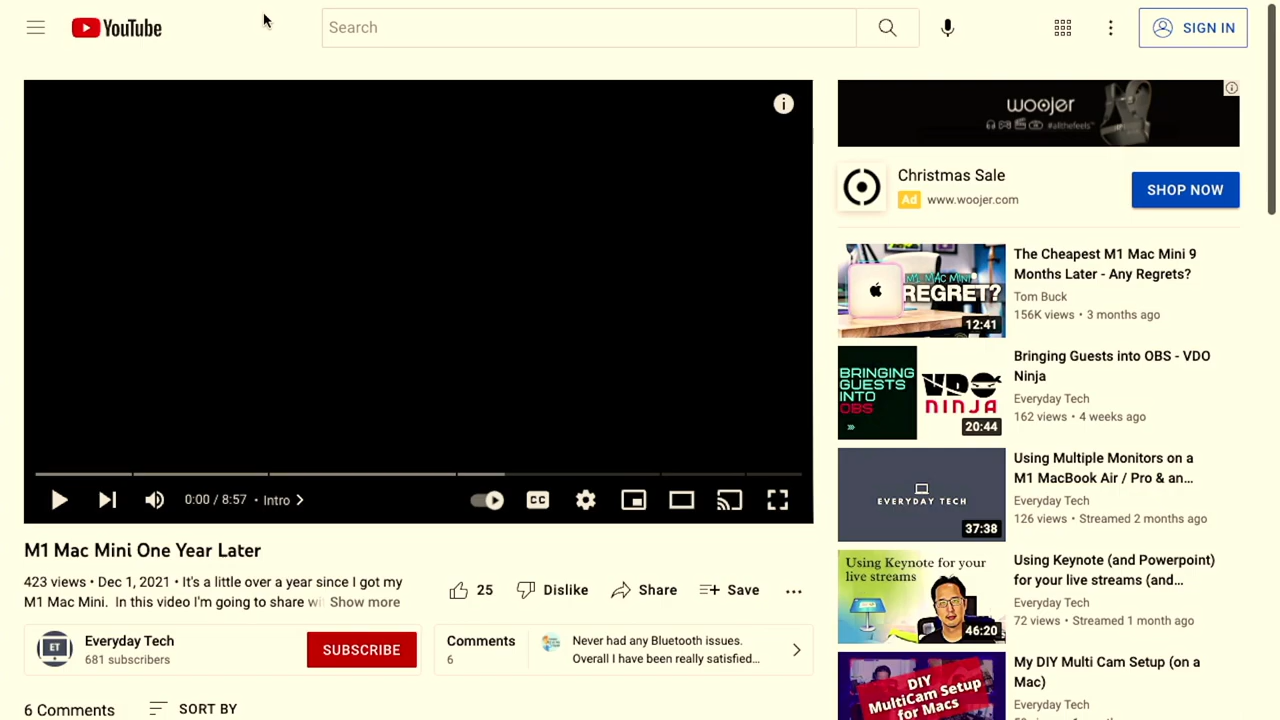 YouTube
Search
SIGN IN
woojer
#allthefeels™
Christmas Sale
Ad www.woojer.com
SHOP NOW
M1 MAC MINI
REGRET?
12:41
The Cheapest M1 Mac Mini 9
Months Later - Any Regrets?
Tom Buck
156K views • 3 months ago
BRINGING
GUESTS
INTO
OBS
VDO
NINJA
20:44
Bringing Guests into OBS - VDO
Ninja
Everyday Tech
162 views • 4 weeks ago
EVERYDAY TECH
37:38
Using Multiple Monitors on a
M1 MacBook Air / Pro & an...
Everyday Tech
126 views • Streamed 2 months ago
Using Keynote for your
live streams
46:20
Using Keynote (and Powerpoint)
for your live streams (and...
Everyday Tech
72 views • Streamed 1 month ago
DIY
MultiCam Setup
for Macs
My DIY Multi Cam Setup (on a
Mac)
Everyday Tech
0:00 / 8:57 • Intro
CC
M1 Mac Mini One Year Later
423 views • Dec 1, 2021 • It's a little over a year since I got my
M1 Mac Mini. In this video I'm going to share wi Show more
25 Dislike Share Save
ET
Everyday Tech
681 subscribers
SUBSCRIBE
Comments
6
Never had any Bluetooth issues.
Overall I have been really satisfied...
6 Comments SORT BY